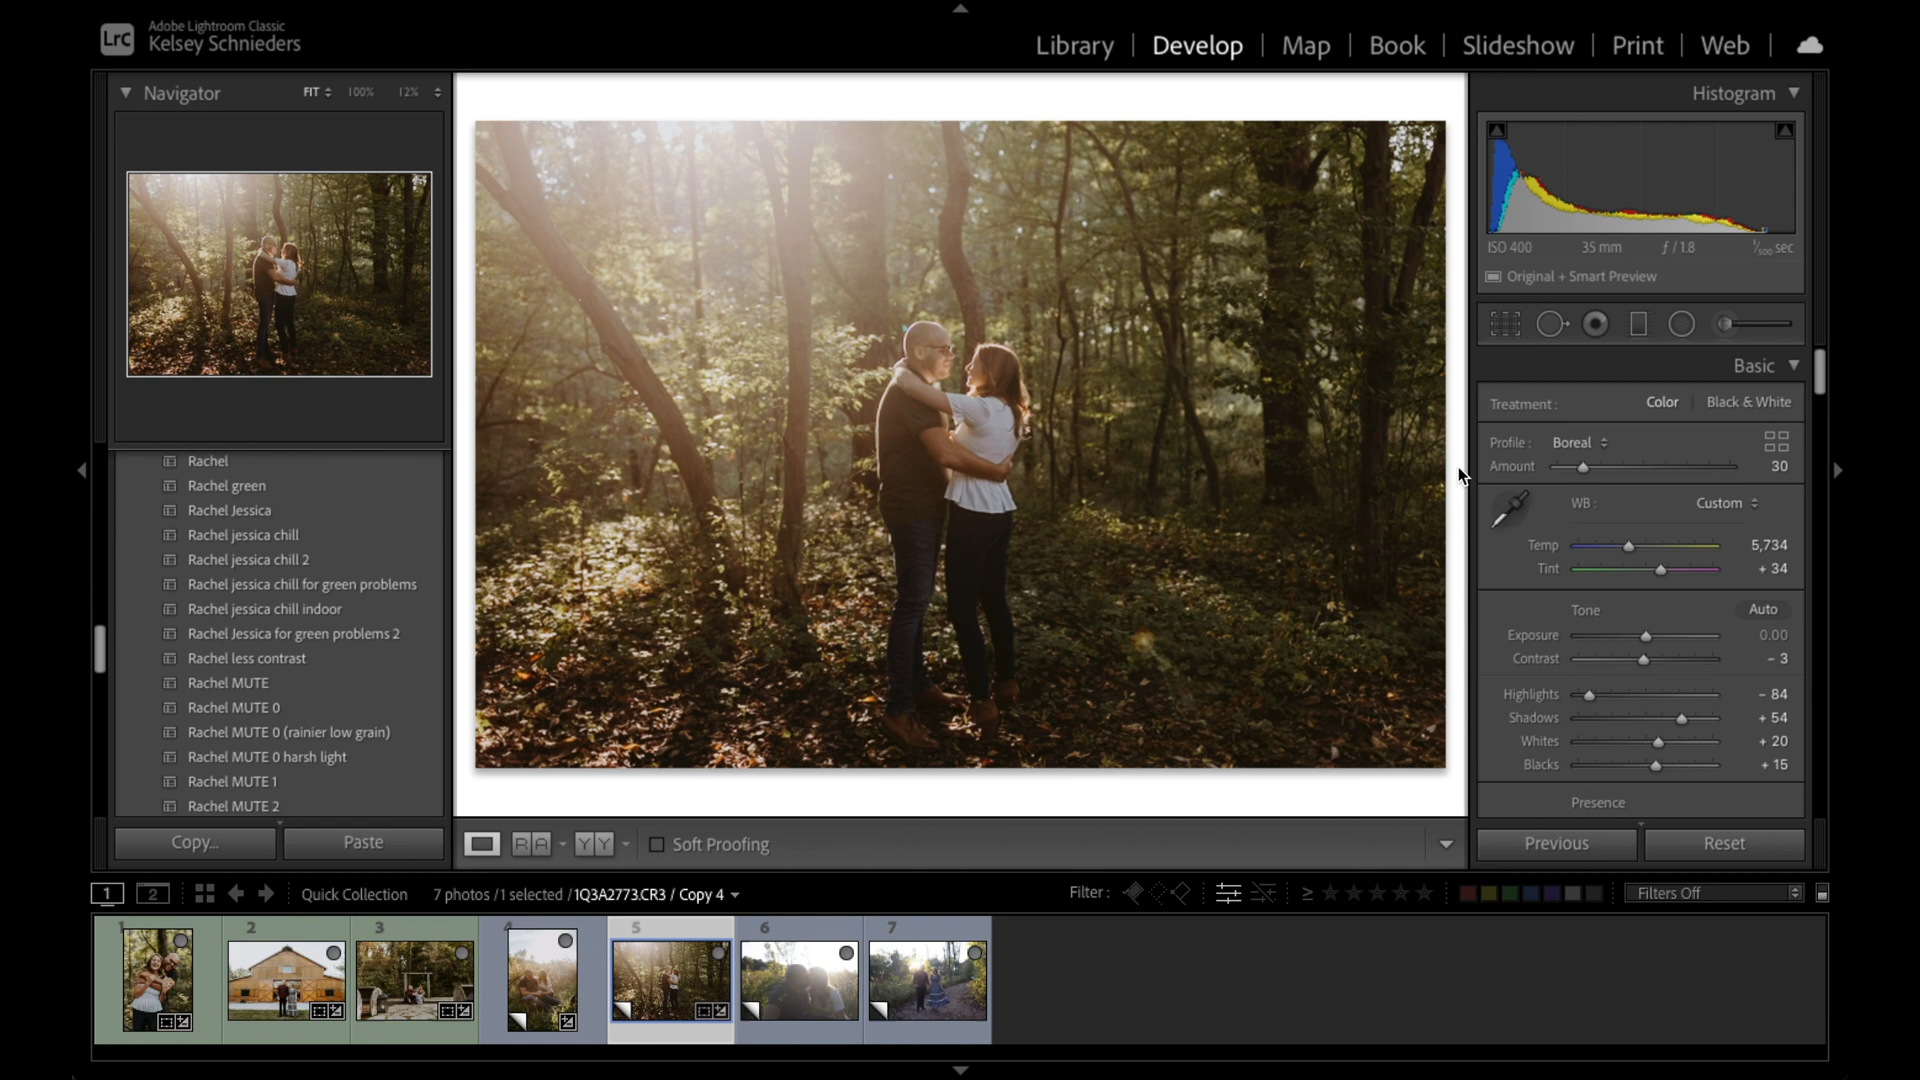 Lrc
Adobe Lightroom Classic
Kelsey Schnieders
Library | Develop | Map | Book | Slideshow | Print | Web |
Navigator FIT 100% 12%
Rachel
Rachel green
Rachel Jessica
Rachel jessica chill
Rachel jessica chill 2
Rachel jessica chill for green problems
Rachel jessica chill indoor
Rachel Jessica for green problems 2
Rachel less contrast
Rachel MUTE
Rachel MUTE 0
Rachel MUTE 0 (rainier low grain)
Rachel MUTE 0 harsh light
Rachel MUTE 1
Rachel MUTE 2
Copy... Paste
R A Y Y Soft Proofing
Histogram
ISO 400 35 mm ƒ / 1.8 1/500 sec
Original + Smart Preview
Basic
Treatment : Color | Black & White
Profile : Boreal
Amount 30
WB : Custom
Temp 5,734
Tint + 34
Tone Auto
Exposure 0.00
Contrast – 3
Highlights – 84
Shadows + 54
Whites + 20
Blacks + 15
Presence
Previous Reset
1 2 Quick Collection 7 photos /1 selected /1Q3A2773.CR3 / Copy 4 Filter : ≥ Filters Off
1 2 3 4 5 6 7